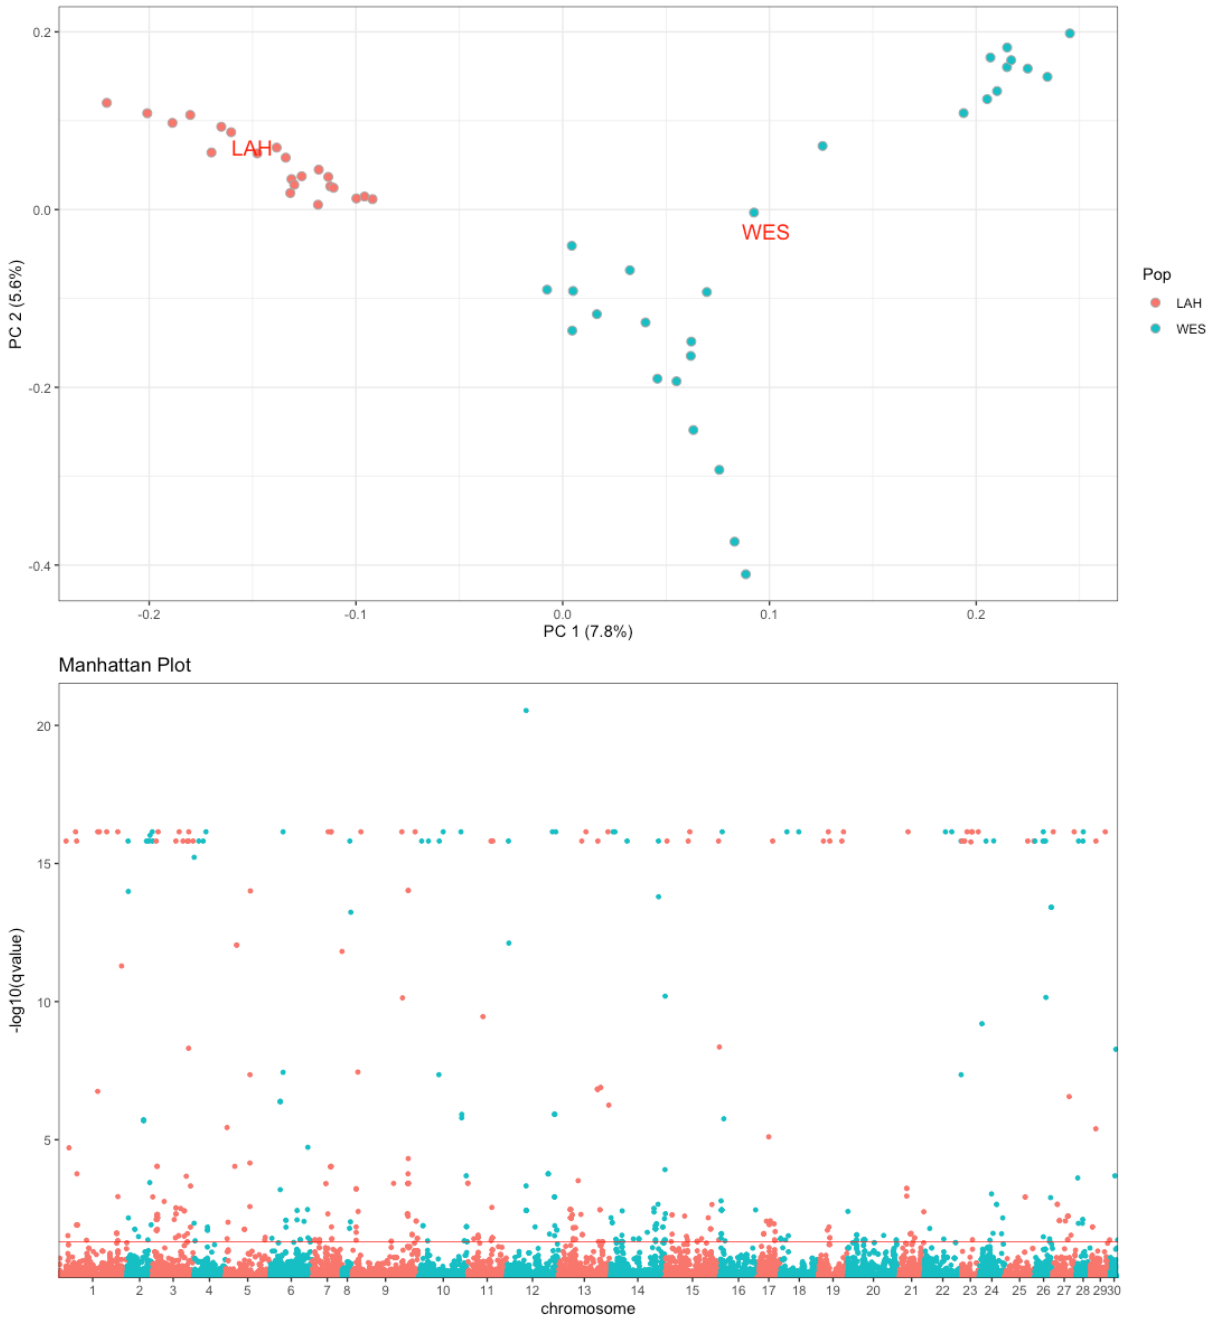 0.2
0.0
-0.2
-0.4
PC 2 (5.6%)
LAH
WES
-0.2 -0.1 0.0 0.1 0.2
PC 1 (7.8%)
Pop
LAH
WES
Manhattan Plot
20
15
10
5
-log10(qvalue)
1 2 3 4 5 6 7 8 9 10 11 12 13 14 15 16 17 18 19 20 21 22 23 24 25 26 27 28 29 30
chromosome